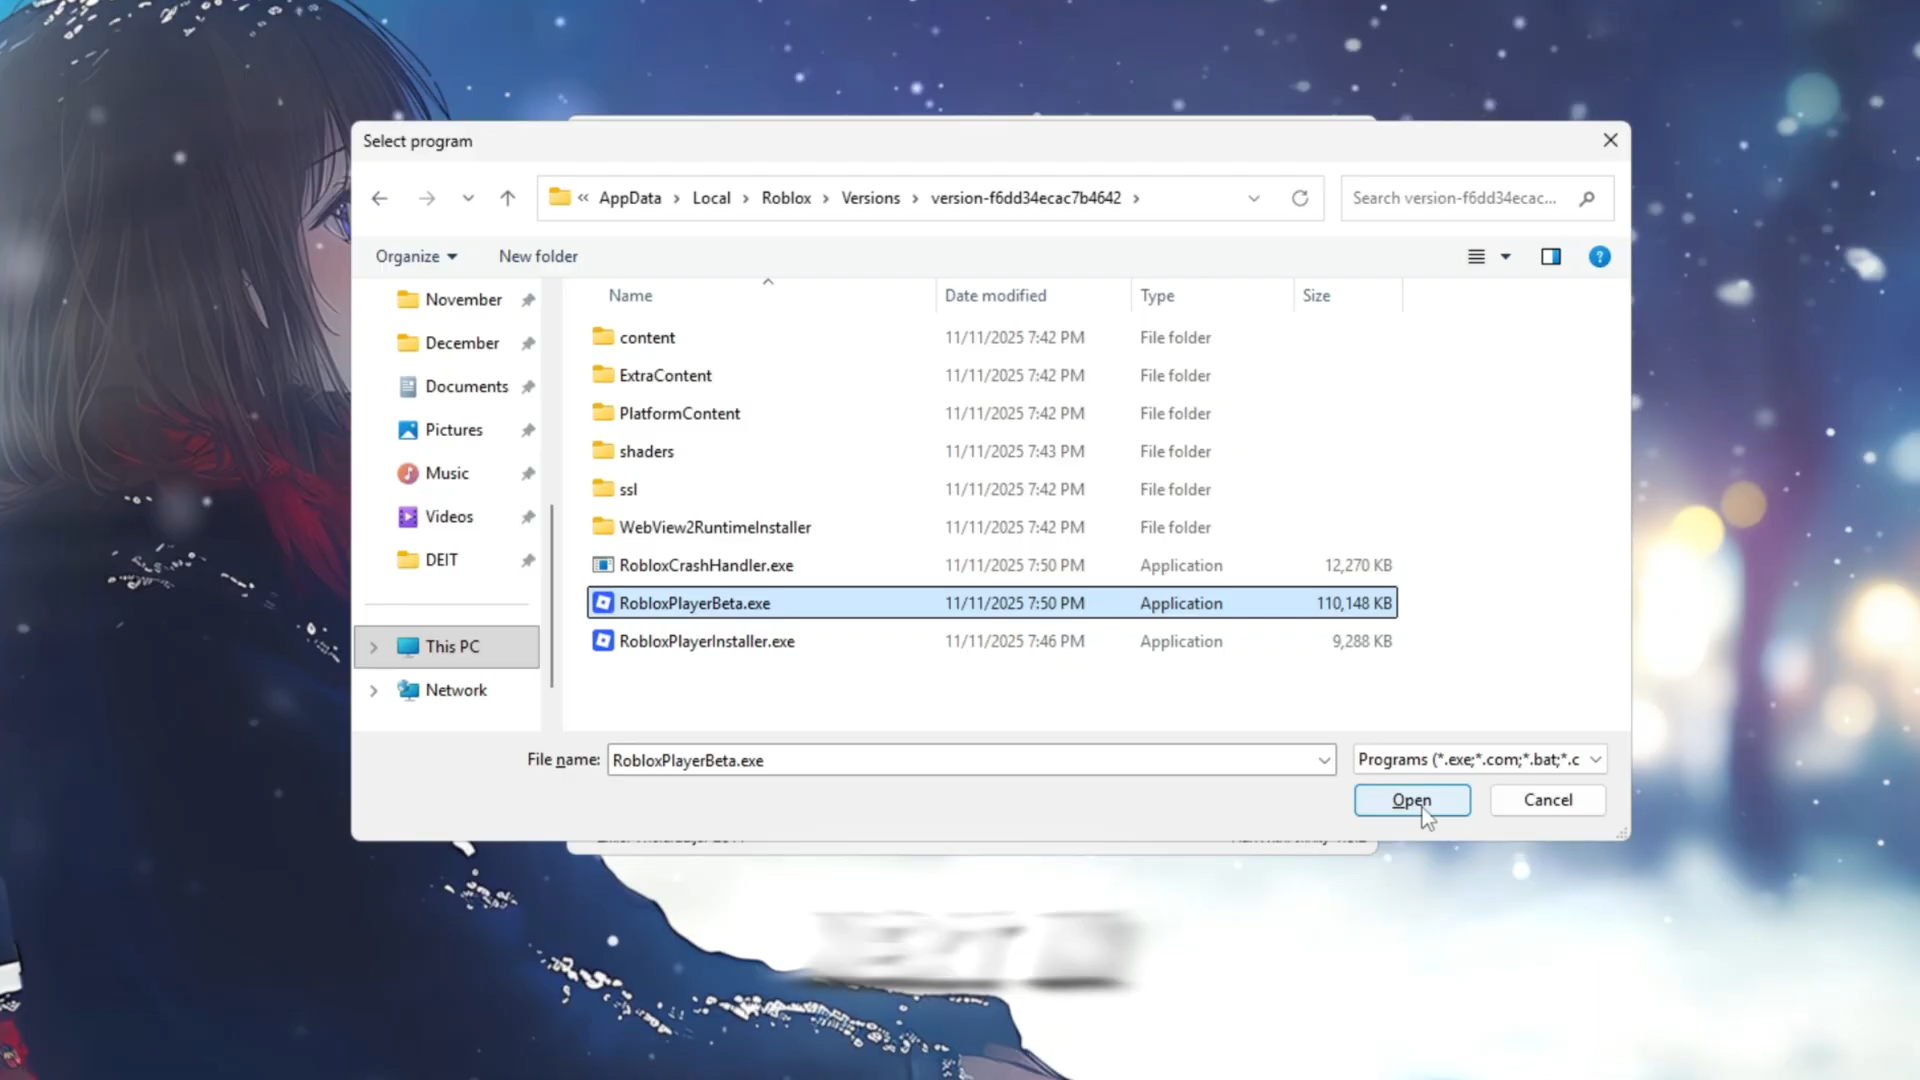 Select program
« AppData › Local › Roblox › Versions › version-f6dd34ecac7b4642 ›
Search version-f6dd34ecac...
Organize
New folder
Name
Date modified
Type
Size
November
December
Documents
Pictures
Music
Videos
DEIT
This PC
Network
content 11/11/2025 7:42 PM File folder
ExtraContent 11/11/2025 7:42 PM File folder
PlatformContent 11/11/2025 7:42 PM File folder
shaders 11/11/2025 7:43 PM File folder
ssl 11/11/2025 7:42 PM File folder
WebView2RuntimeInstaller 11/11/2025 7:42 PM File folder
RobloxCrashHandler.exe 11/11/2025 7:50 PM Application 12,270 KB
RobloxPlayerBeta.exe 11/11/2025 7:50 PM Application 110,148 KB
RobloxPlayerInstaller.exe 11/11/2025 7:46 PM Application 9,288 KB
File name: RobloxPlayerBeta.exe
Programs (*.exe;*.com;*.bat;*.c
Open
Cancel